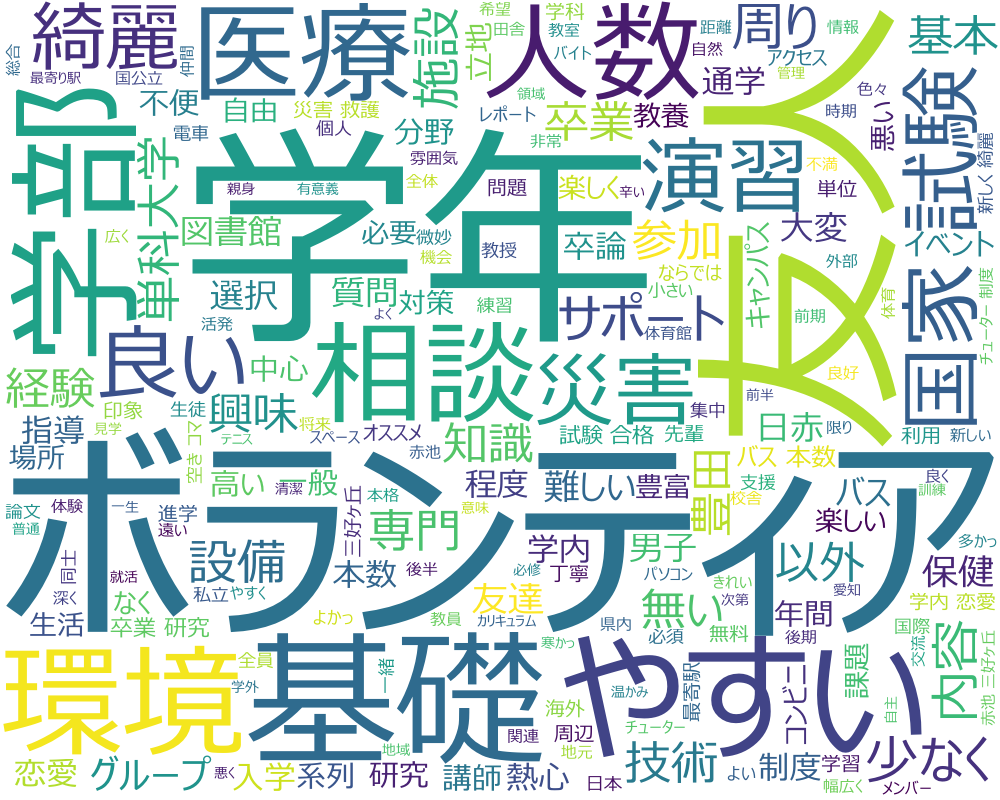 総合
最寄り駅
国公立
仲間
綺麗
医療
施設
立地
人数
希望
田舎
学科
教室
バイト
距離
自然
周り
アクセス
情報
管理
基本
不便
電車
自由
災害 救護
個人
分野
雰囲気
レポート
領域
非常
卒業
教養
通学
色々
時期
悪い
学部
単科大学
学年
親身
有意義
全体
問題
楽しく
辛い
演習
不満
単位
友人
国家試験
新しく 綺麗
広く
図書館
必要
微妙
機会
教授
卒論
参加
ならでは
小さい
キャンパス
大変
外部
イベント
体育
チューター 制度
選択
質問
対策
練習
サポート
体育館
前期
良い
活発
よく
相談
災害
前半
良好
限り
経験
中心
印象
見学
生徒
興味
テニス
将来
スペース
オススメ
赤池
知識
試験 合格
先輩
集中
日赤
利用
新しい
指導
場所
空き コマ
高い
一般
清潔
本格
三好ヶ丘
程度
意味
難しい
豊富
豊田
バス 本数
支援
校舎
バス
楽しい
良く
訓練
多かっ
ボランティア
論文
普通
体験
一生
進学
遠い
同士
深く
就活
設備
私立
やすく
本数
専門
後半
必修
学内
丁寧
男子
パソコン
きれい
次第
以外
愛知
保健
生活
なく
卒業 研究
よかっ
教員
カリキュラム
友達
寒かっ
県内
無い
必須
無料
年間
後期
学内 恋愛
国際
交流
赤池 三好ヶ丘
環境
全員
学外
基礎
一緒
地域
関連
海外
周辺
地元
やすい
温かみ
チューター
最寄駅
コンビニ
課題
自主
内容
恋愛
グループ
悪く
入学
系列
研究
講師
熱心
日本
技術
よい
制度
学習
幅広く
少なく
メンバー